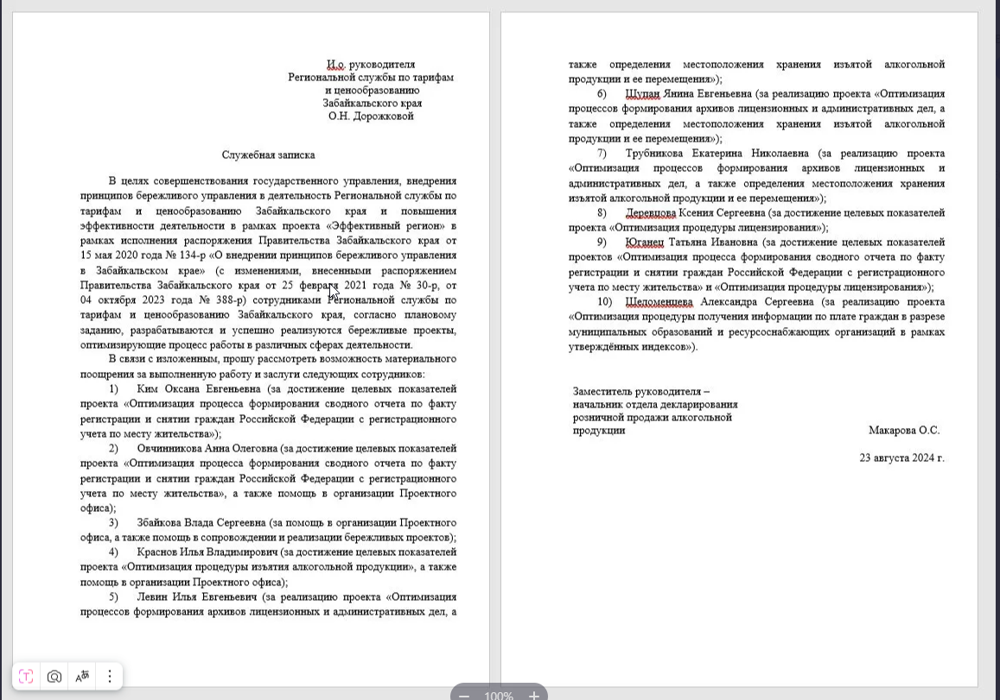 И.о. руководителя
Региональной службы по тарифам
и ценообразованию
Забайкальского края
О.Н. Дорожковой
Служебная записка
В целях совершенствования государственного управления, внедрения
принципов бережливого управления в деятельность Региональной службы по
тарифам и ценообразованию Забайкальского края и повышения
эффективности деятельности в рамках проекта «Эффективный регион» в
рамках исполнения распоряжения Правительства Забайкальского края от
15 мая 2020 года № 134-р «О внедрении принципов бережливого управления
в Забайкальском крае» (с изменениями, внесенными распоряжением
Правительства Забайкальского края от 25 февраля 2021 года № 30-р, от
04 октября 2023 года № 388-р) сотрудниками Региональной службы по
тарифам и ценообразованию Забайкальского края, согласно плановому
заданию, разрабатываются и успешно реализуются бережливые проекты,
оптимизирующие процесс работы в различных сферах деятельности.
В связи с изложенным, прошу рассмотреть возможность материального
поощрения за выполненную работу и заслуги следующих сотрудников:
1) Ким Оксана Евгеньевна (за достижение целевых показателей
проекта «Оптимизация процесса формирования сводного отчета по факту
регистрации и снятии граждан Российской Федерации с регистрационного
учета по месту жительства»);
2) Овчинникова Анна Олеговна (за достижение целевых показателей
проекта «Оптимизация процесса формирования сводного отчета по факту
регистрации и снятии граждан Российской Федерации с регистрационного
учета по месту жительства», а также помощь в организации Проектного
офиса);
3) Збайкова Влада Сергеевна (за помощь в организации Проектного
офиса, а также помощь в сопровождении и реализации бережливых проектов);
4) Краснов Илья Владимирович (за достижение целевых показателей
проекта «Оптимизация процедуры изъятия алкогольной продукции», а также
помощь в организации Проектного офиса);
5) Левин Илья Евгеньевич (за реализацию проекта «Оптимизация
процессов формирования архивов лицензионных и административных дел, а
также определения местоположения хранения изъятой алкогольной
продукции и ее перемещения»);
6) Щупан Янина Евгеньевна (за реализацию проекта «Оптимизация
процессов формирования архивов лицензионных и административных дел, а
также определения местоположения хранения изъятой алкогольной
продукции и ее перемещения»);
7) Трубникова Екатерина Николаевна (за реализацию проекта
«Оптимизация процессов формирования архивов лицензионных и
административных дел, а также определения местоположения хранения
изъятой алкогольной продукции и ее перемещения»);
8) Деревцова Ксения Сергеевна (за достижение целевых показателей
проекта «Оптимизация процедуры лицензирования»);
9) Юганец Татьяна Ивановна (за достижение целевых показателей
проектов «Оптимизация процесса формирования сводного отчета по факту
регистрации и снятии граждан Российской Федерации с регистрационного
учета по месту жительства» и «Оптимизация процедуры лицензирования»);
10) Шеломенцева Александра Сергеевна (за реализацию проекта
«Оптимизация процедуры получения информации по плате граждан в разрезе
муниципальных образований и ресурсоснабжающих организаций в рамках
утверждённых индексов»).
Заместитель руководителя –
начальник отдела декларирования
розничной продажи алкогольной
продукции Макарова О.С.
23 августа 2024 г.
100%